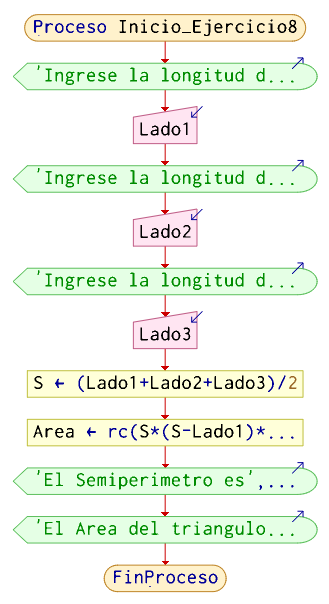 Proceso Inicio_Ejercicio8
'Ingrese la longitud d...
Lado1
'Ingrese la longitud d...
Lado2
'Ingrese la longitud d...
Lado3
S ← (Lado1+Lado2+Lado3)/2
Area ← rc(S*(S-Lado1)*...
'El Semiperimetro es',...
'El Area del triangulo...
FinProceso